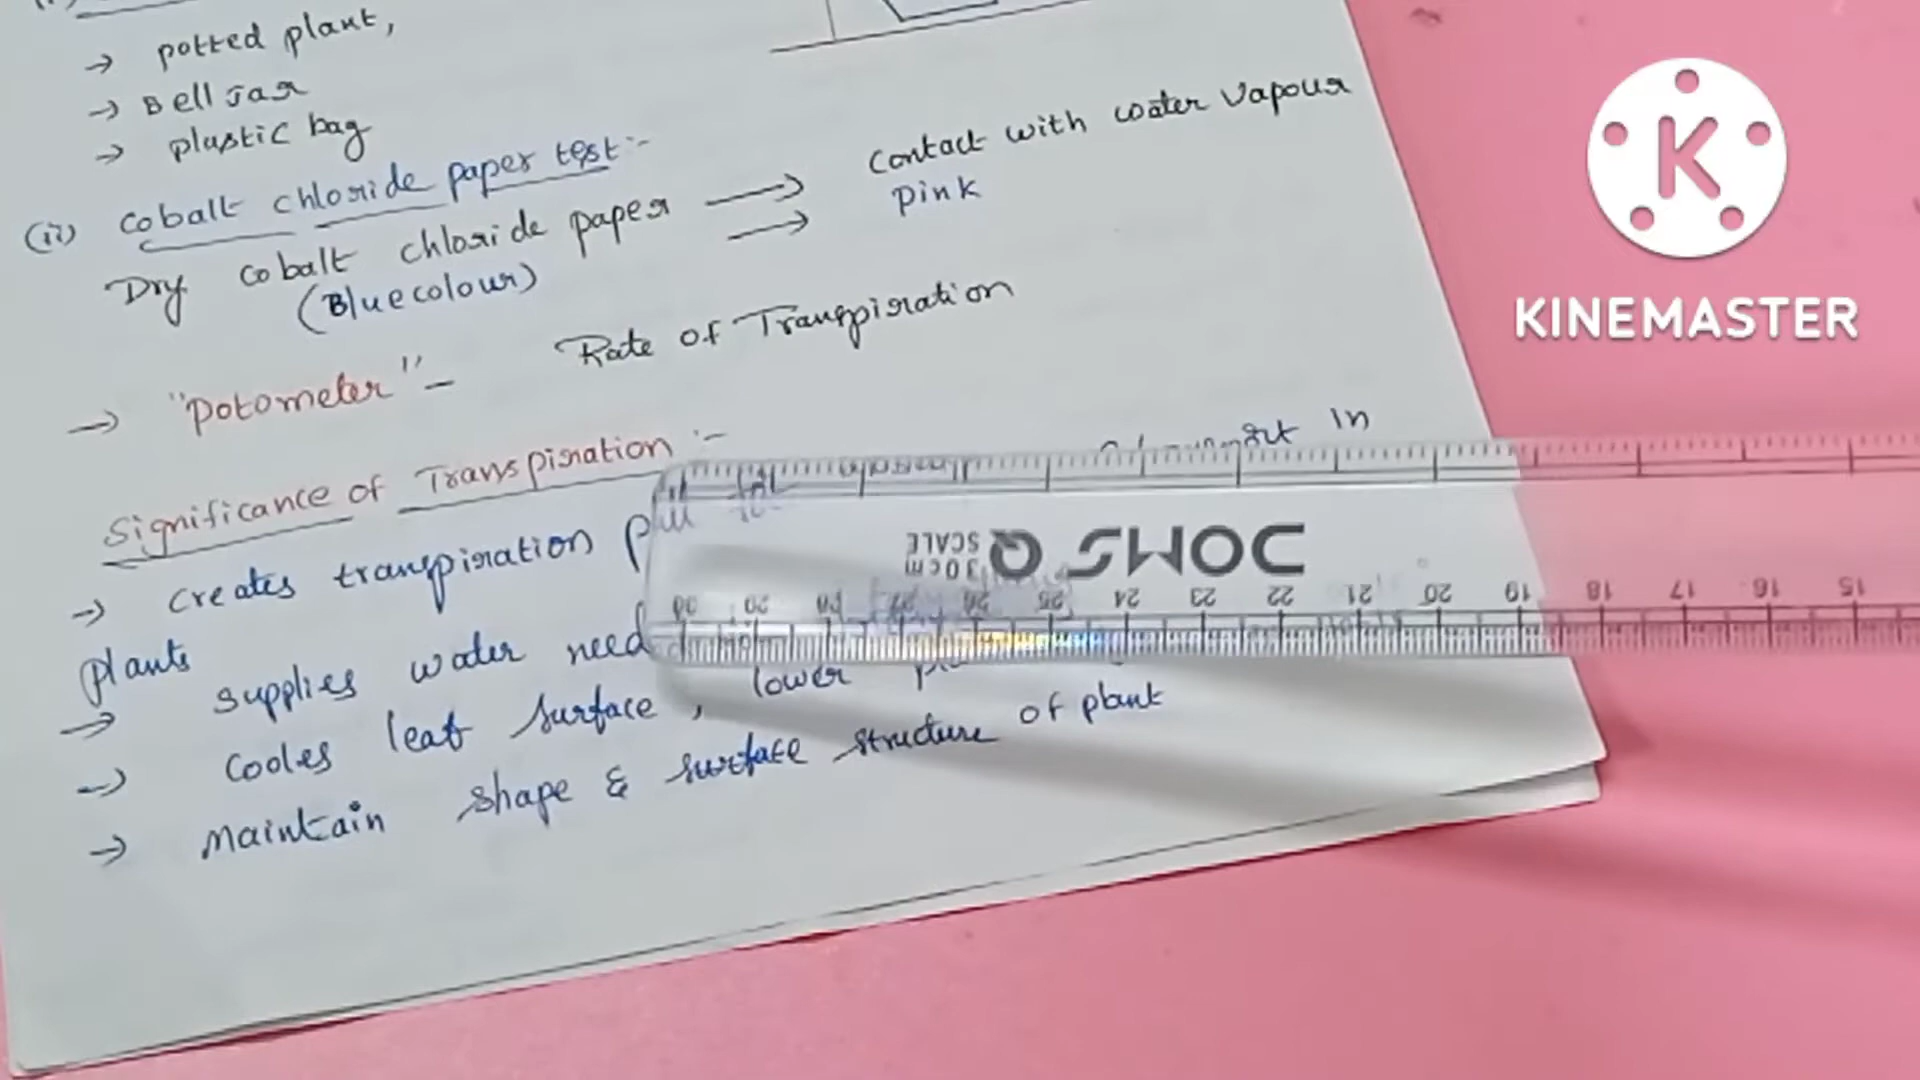 → potted plant,
→ Bell Jar
→ plastic bag
(ii) Cobalt chloride paper test :-
Dry Cobalt chloride paper → Contact with water vapour
(Blue colour) → pink
→ "Potometer" - Rate of Transpiration
Significance of Transpiration :-
→ Creates transpiration pull for in
plants
→ supplies water
→ Cooles leaf surface, lower
→ Maintain shape & surface structure of plant
DOMS Q
30cm SCALE
30 29 28 27 26 25 24 23 22 21 20 19 18 17 16 15
K
KINEMASTER